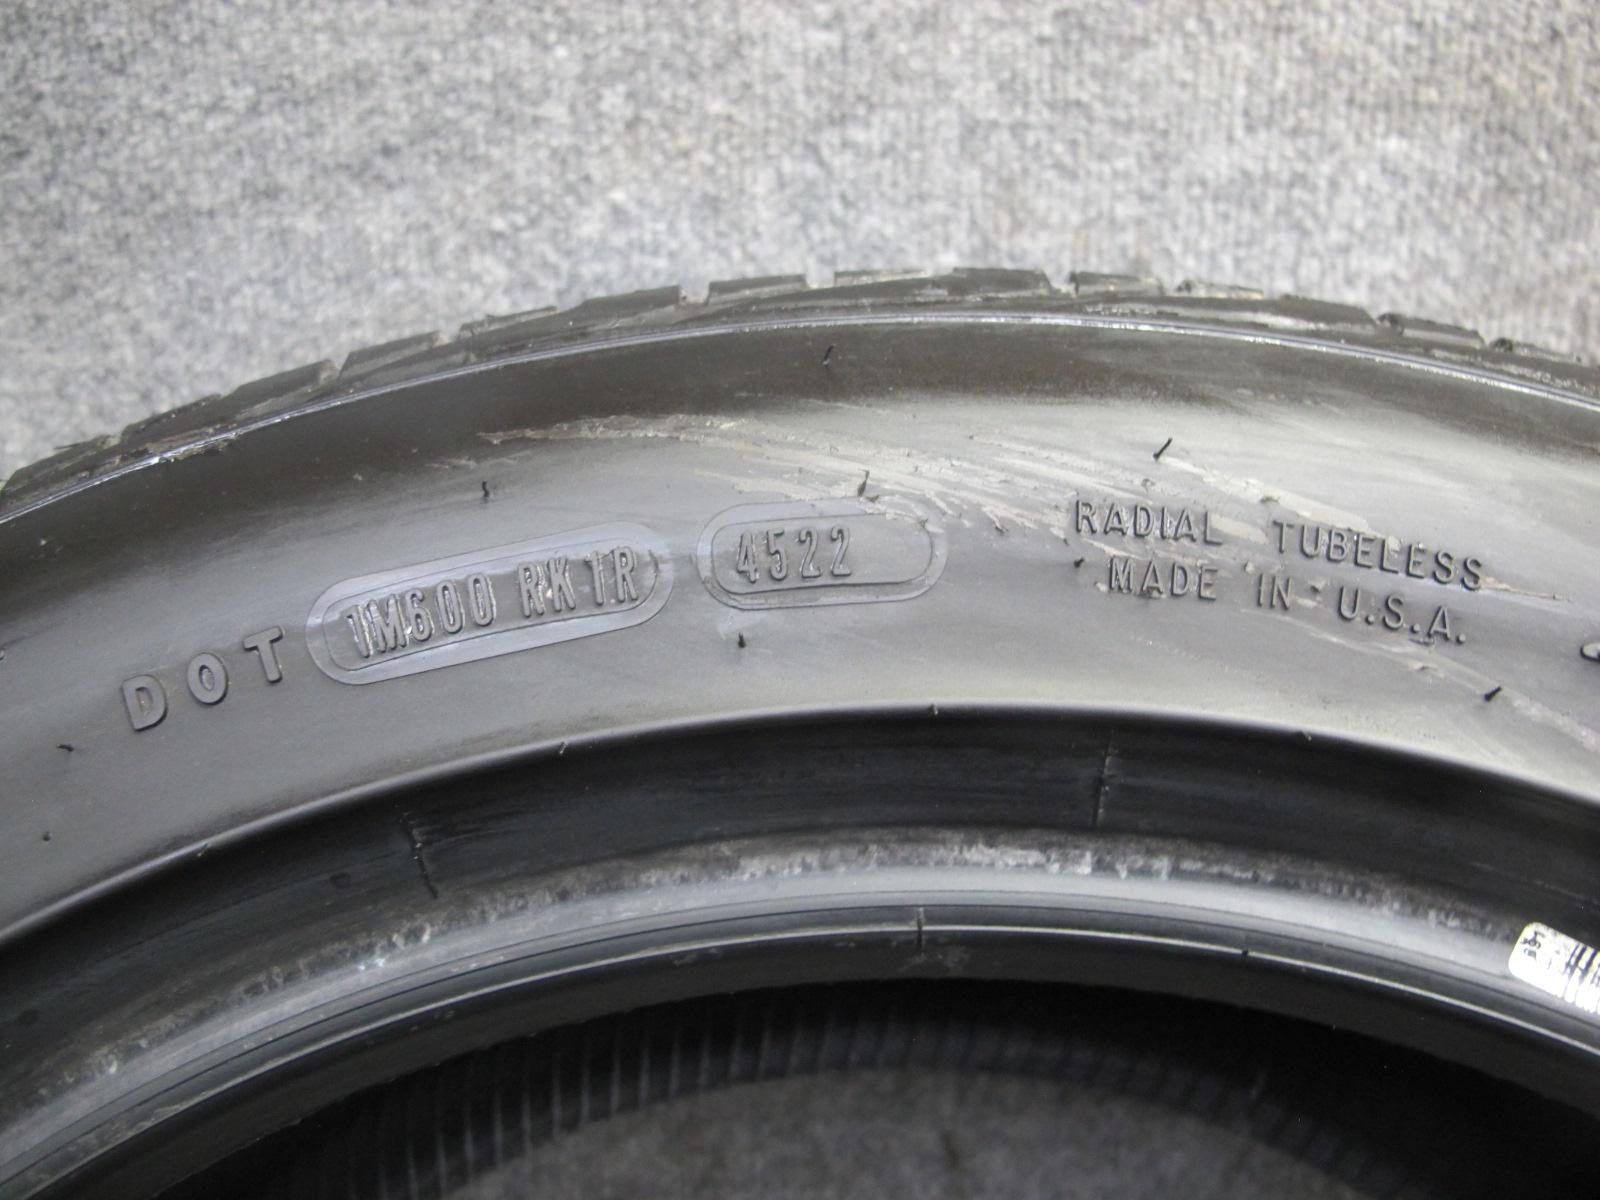 DOT 1M600 RK1R 4522
RADIAL TUBELESS
MADE IN U.S.A.